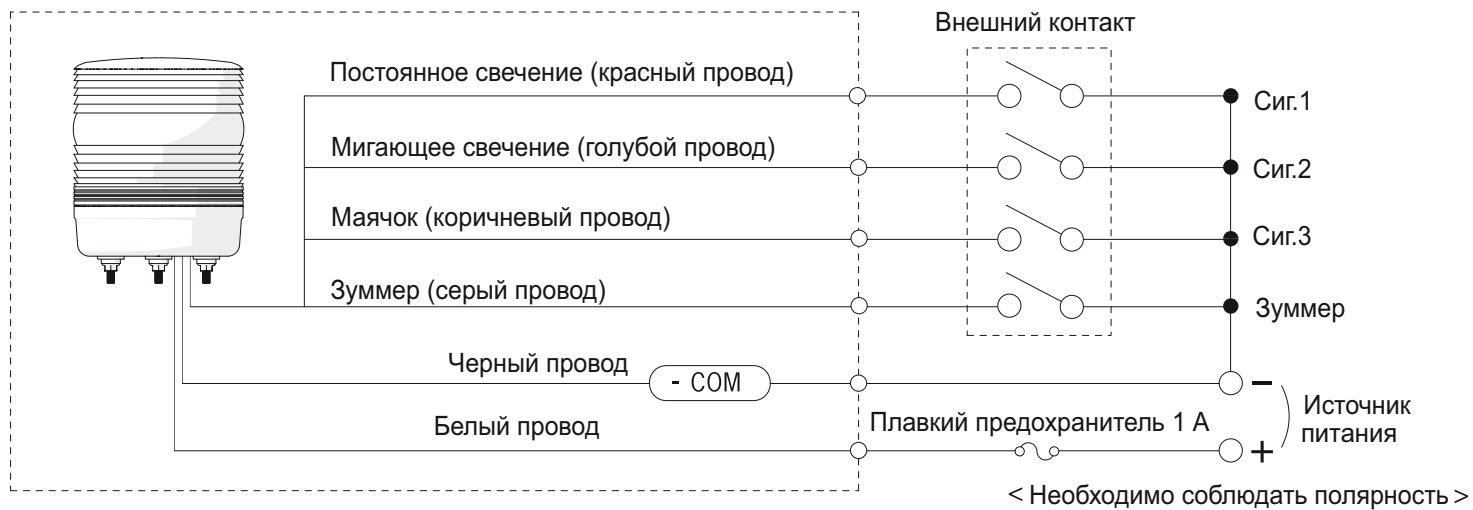 Внешний контакт
Постоянное свечение (красный провод)
Сиг.1
Мигающее свечение (голубой провод)
Сиг.2
Маячок (коричневый провод)
Сиг.3
Зуммер (серый провод)
Зуммер
Черный провод
- COM
−
Белый провод
Плавкий предохранитель 1 А
+
Источник
питания
< Необходимо соблюдать полярность >